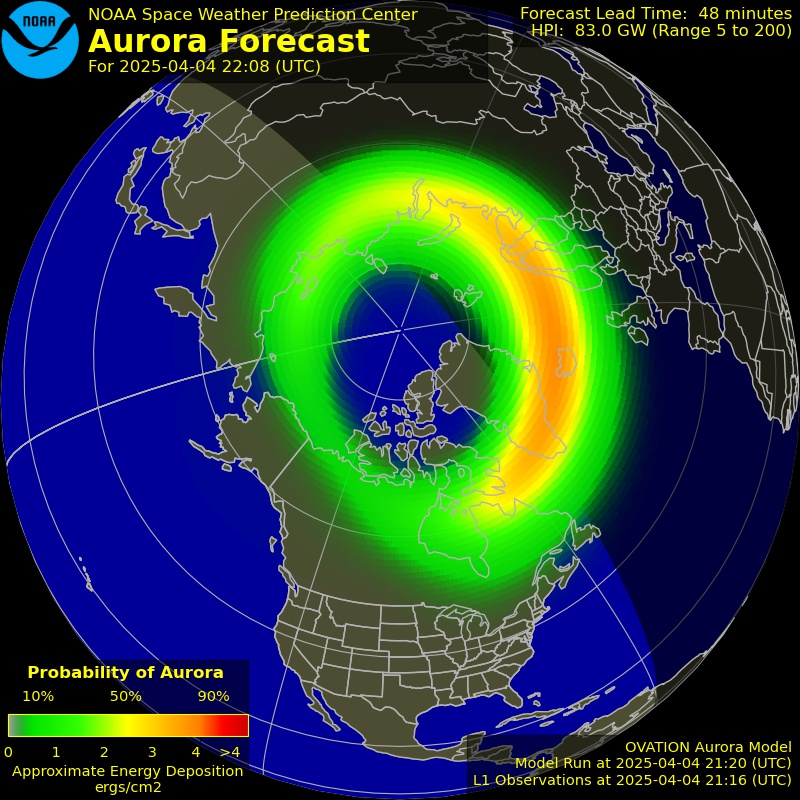 NOAA
NOAA Space Weather Prediction Center
Aurora Forecast
For 2025-04-04 22:08 (UTC)
Forecast Lead Time: 48 minutes
HPI: 83.0 GW (Range 5 to 200)
Probability of Aurora
10% 50% 90%
0 1 2 3 4 >4
Approximate Energy Deposition
ergs/cm2
OVATION Aurora Model
Model Run at 2025-04-04 21:20 (UTC)
L1 Observations at 2025-04-04 21:16 (UTC)